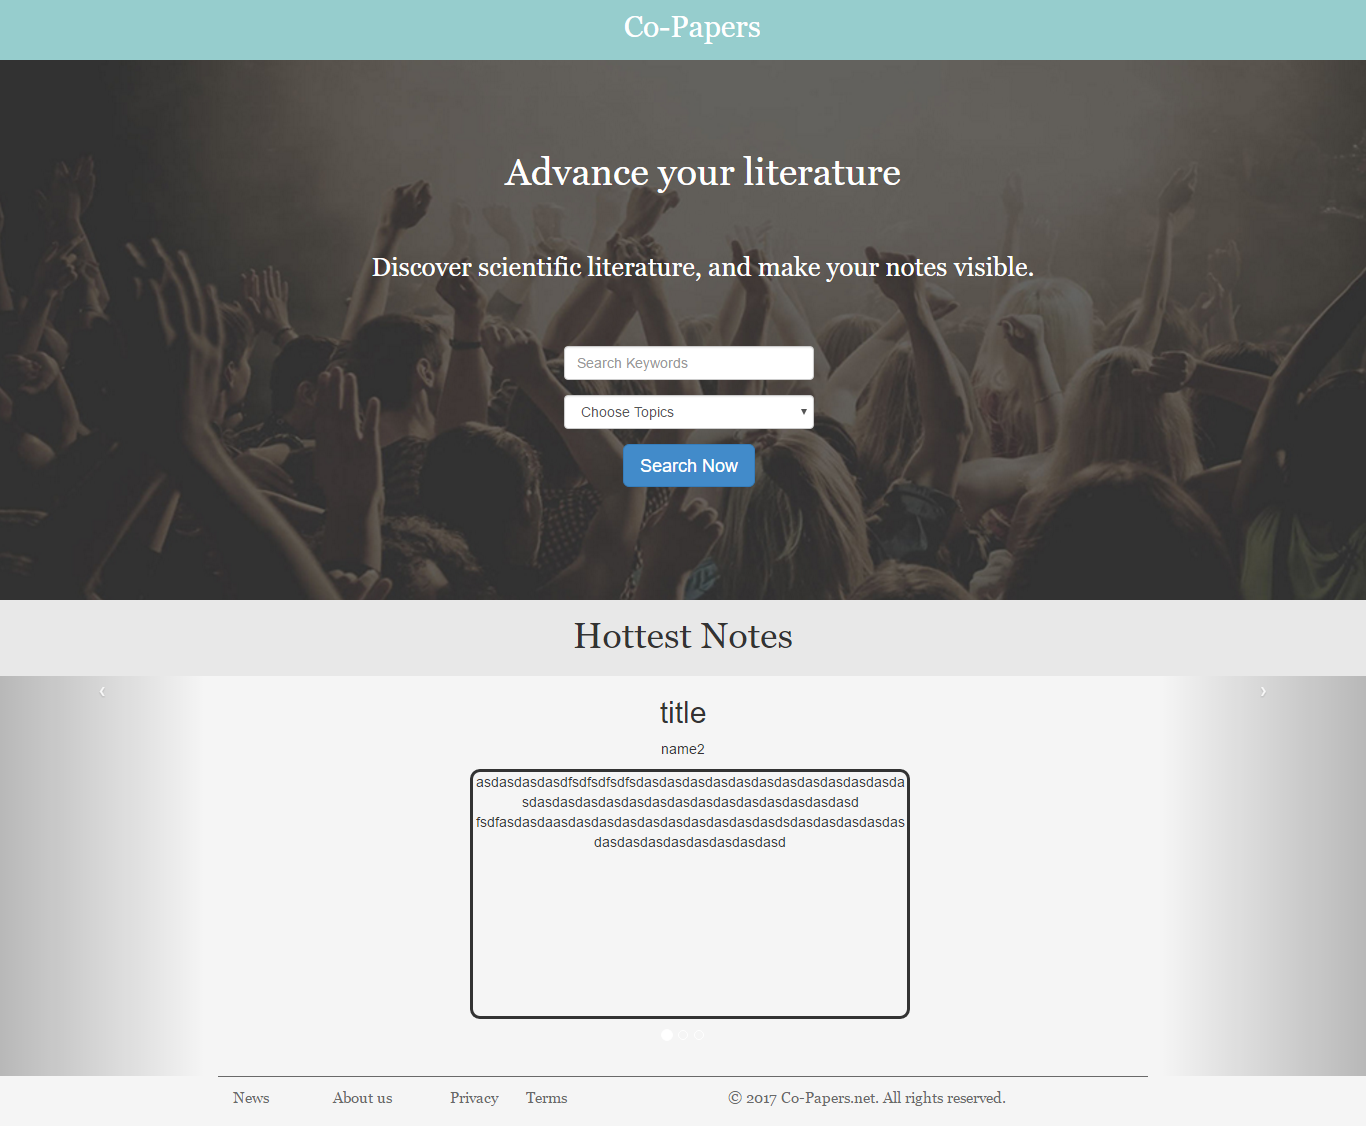 Co-Papers
Advance your literature
Discover scientific literature, and make your notes visible.
Search Keywords
Choose Topics
Search Now
Hottest Notes
‹ ›
title
name2
asdasdasdasdfsdfsdfsdfsdasdasdasdasdasdasdasdasdasdasdasda
sdasdasdasdasdasdasdasdasdasdasdasdasdasdasd
fsdfasdasdaasdasdasdasdasdasdasdasdasdasdsdasdasdasdasdas
dasdasdasdasdasdasdasdasd
News About us Privacy Terms © 2017 Co-Papers.net. All rights reserved.